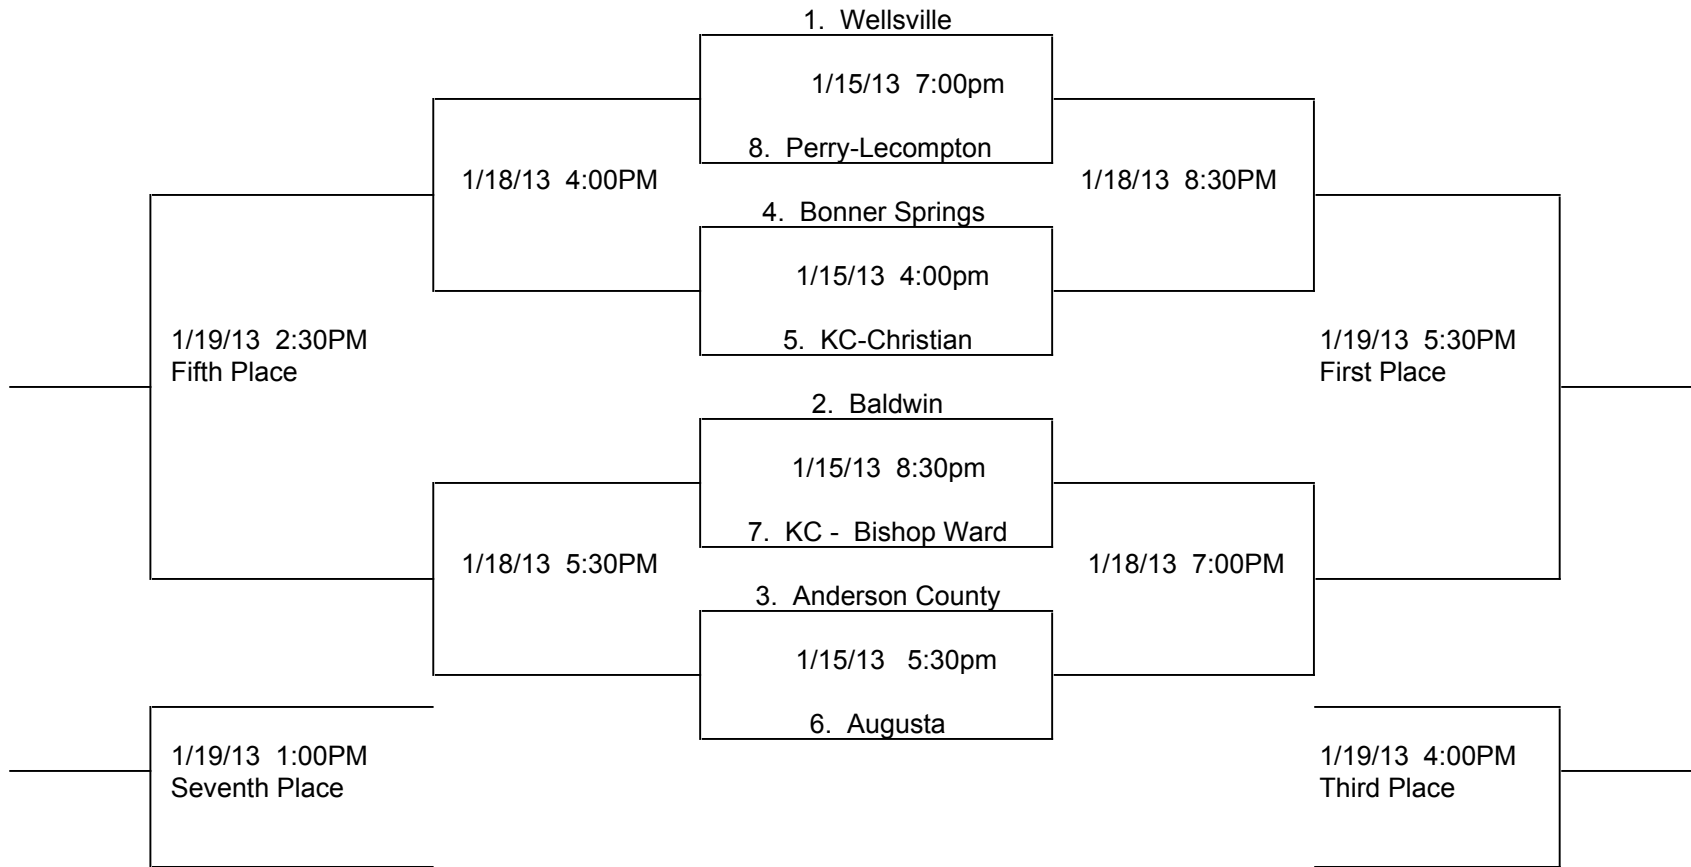 1.  Wellsville
1/15/13  7:00pm
8.  Perry-Lecompton
1/18/13  4:00PM
1/18/13  8:30PM
4.  Bonner Springs
1/15/13  4:00pm
5.  KC-Christian
1/19/13  2:30PM
Fifth Place
1/19/13  5:30PM
First Place
2.  Baldwin
1/15/13  8:30pm
7.  KC -  Bishop Ward
1/18/13  5:30PM
1/18/13  7:00PM
3.  Anderson County
1/15/13   5:30pm
6.  Augusta
1/19/13  1:00PM
Seventh Place
1/19/13  4:00PM
Third Place